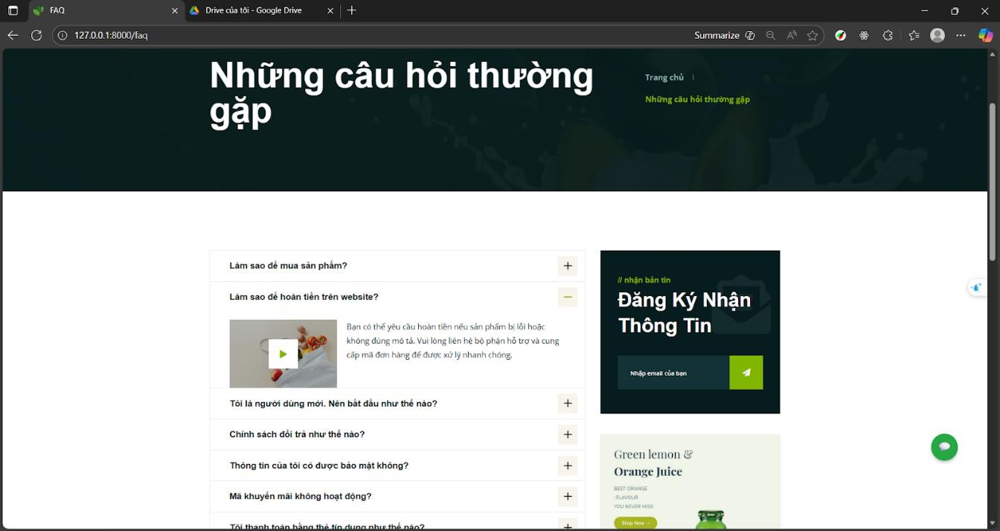 FAQ
Drive của tôi - Google Drive
127.0.0.1:8000/faq
Summarize
Những câu hỏi thường
gặp
Trang chủ
Những câu hỏi thường gặp
Làm sao để mua sản phẩm?
Làm sao để hoàn tiền trên website?
Bạn có thể yêu cầu hoàn tiền nếu sản phẩm bị lỗi hoặc
không đúng mô tả. Vui lòng liên hệ bộ phận hỗ trợ và cung
cấp mã đơn hàng để được xử lý nhanh chóng.
Tôi là người dùng mới. Nên bắt đầu như thế nào?
Chính sách đổi trả như thế nào?
Thông tin của tôi có được bảo mật không?
Mã khuyến mãi không hoạt động?
Tôi thanh toán bằng thẻ tín dụng như thế nào?
// nhận bản tin
Đăng Ký Nhận
Thông Tin
Nhập email của bạn
Green lemon &
Orange Juice
BEST ORANGE
-FLAVOUR
YOU NEVER MISS
Shop Now →